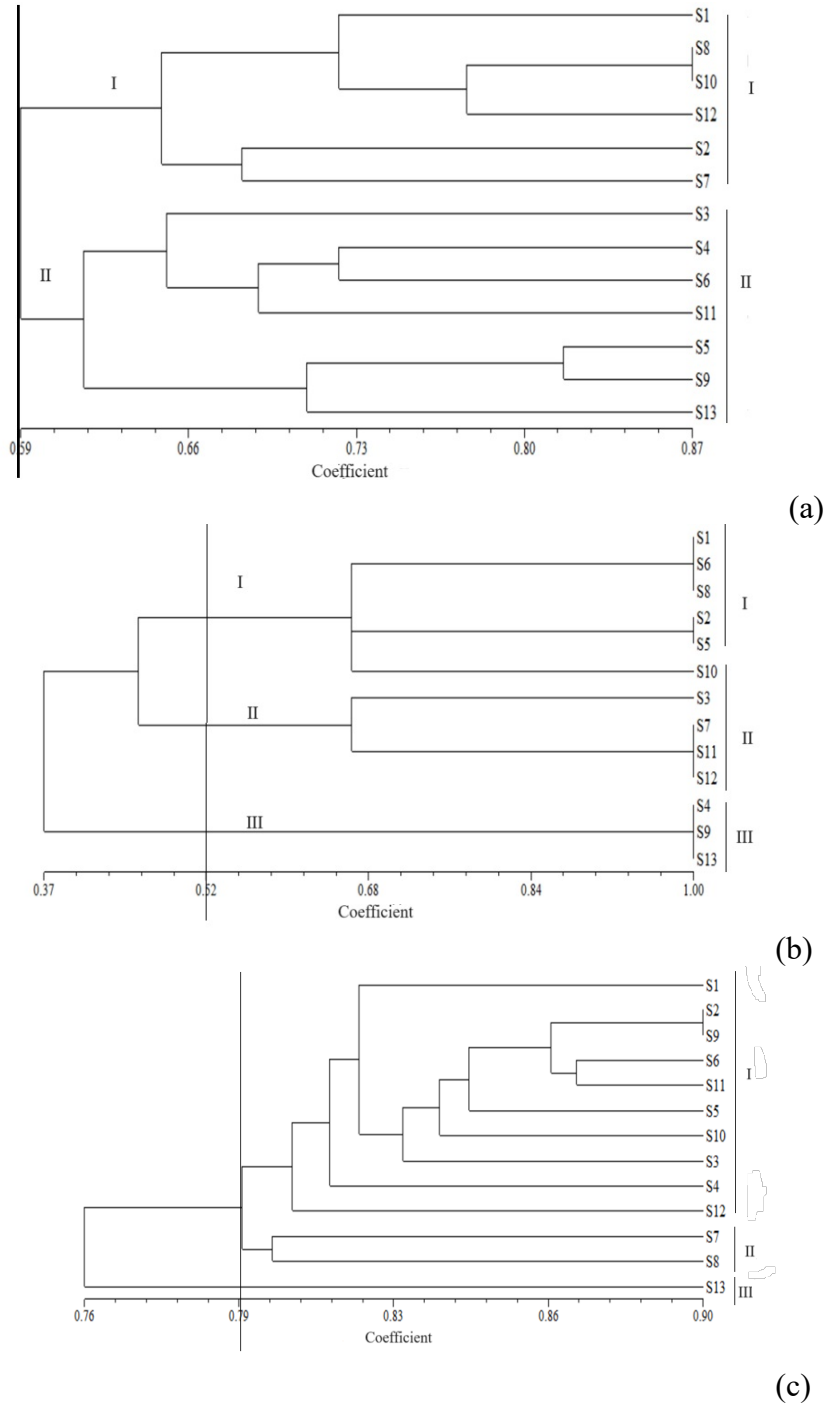 S1
S8
I
S10
I
S12
S2
S7
S3
S4
II
S6
II
S11
S5
S9
S13
0.59 0.66 0.73 0.80 0.87
Coefficient
(a)
S1
I
S6
S8
I
S2
S5
S10
S3
II
S7
II
S11
S12
S4
III
S9
III
S13
0.37 0.52 0.68 0.84 1.00
Coefficient
(b)
S1
S2
S9
S6
I
S11
S5
S10
S3
S4
S12
S7
II
S8
S13
III
0.76 0.79 0.83 0.86 0.90
Coefficient
(c)